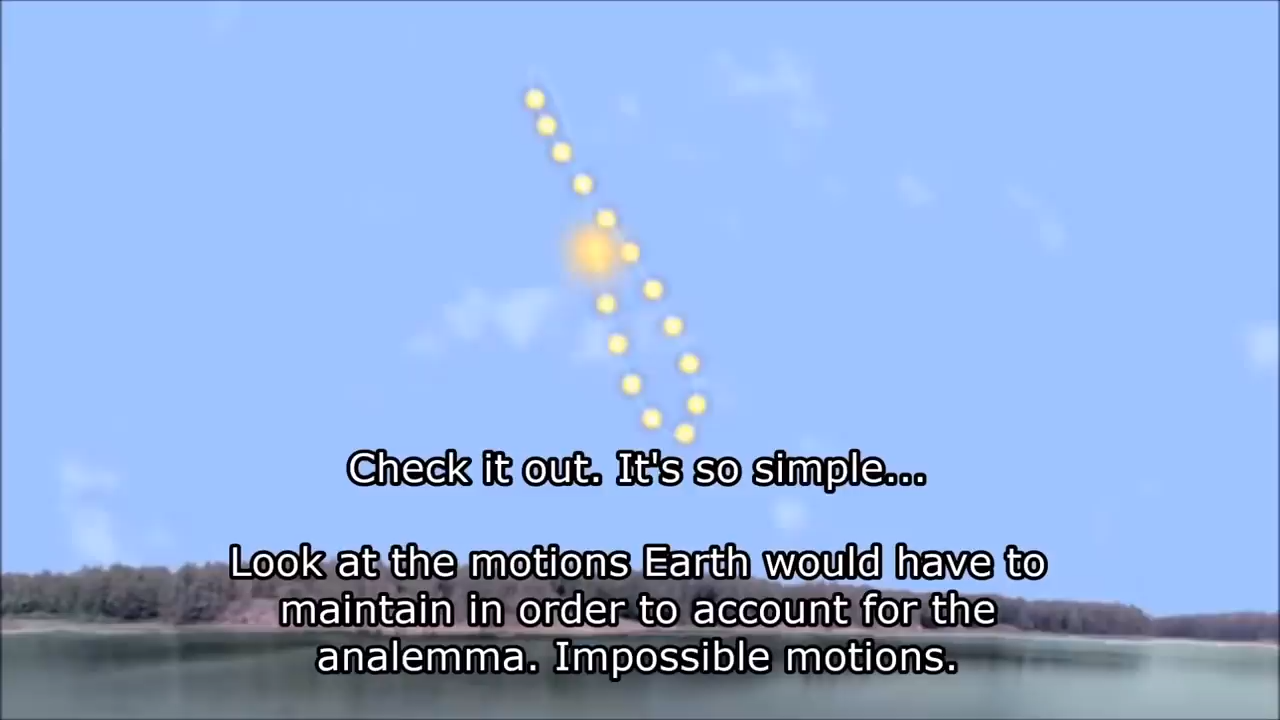 Check it out. It's so simple...
Look at the motions Earth would have to
maintain in order to account for the
analemma. Impossible motions.